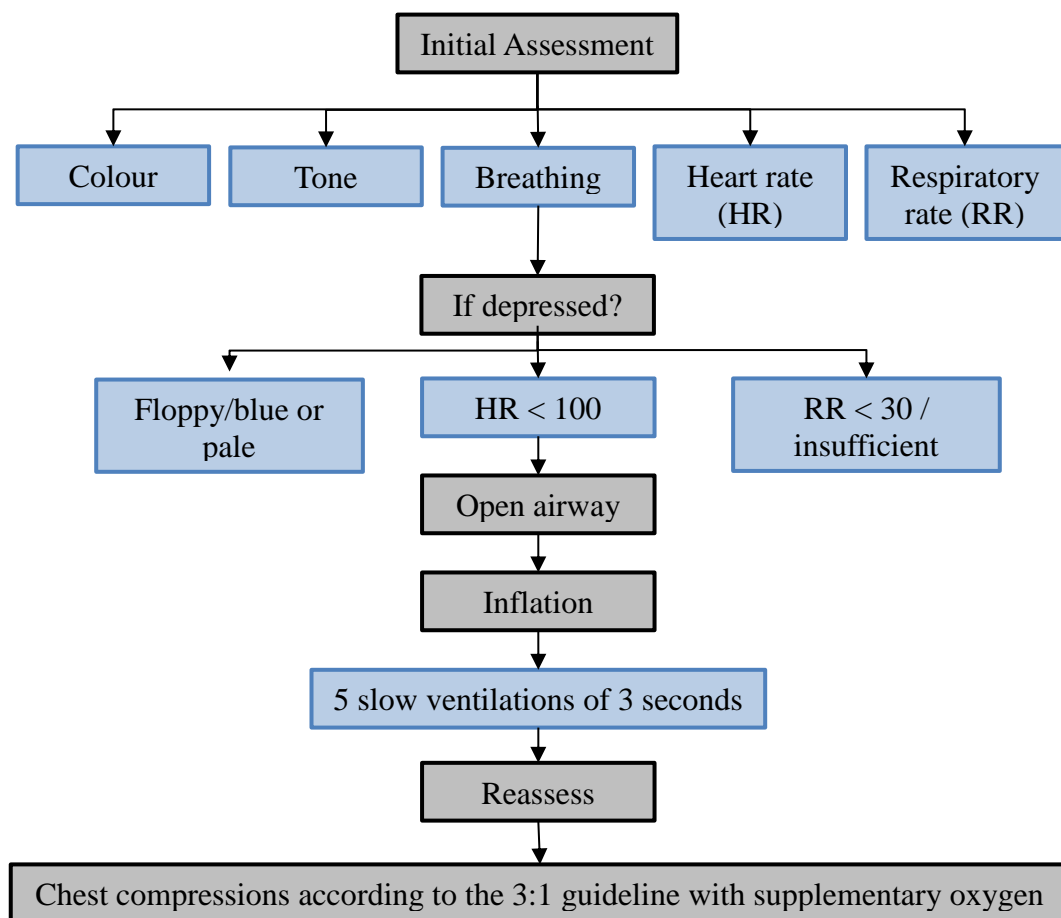 Initial Assessment
Colour
Tone
Breathing
Heart rate
(HR)
Respiratory
rate (RR)
If depressed?
Floppy/blue or
pale
HR < 100
RR < 30 /
insufficient
Open airway
Inflation
5 slow ventilations of 3 seconds
Reassess
Chest compressions according to the 3:1 guideline with supplementary oxygen